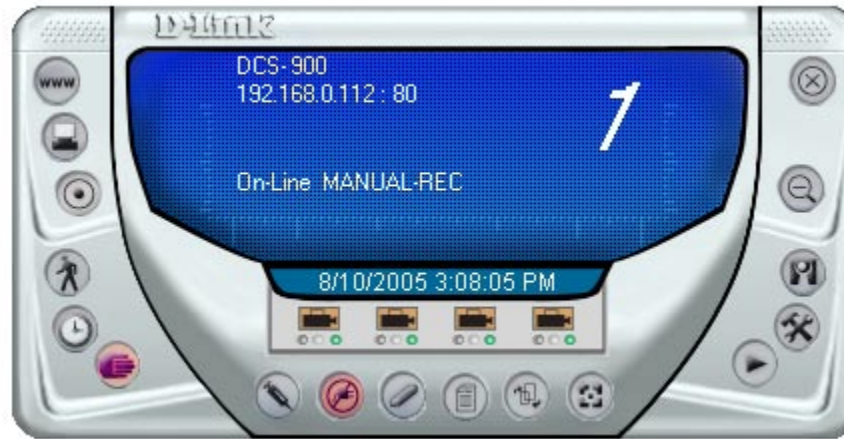 D-Link
www
DCS-900
192.168.0.112 : 80
1
On-Line MANUAL-REC
8/10/2005 3:08:05 PM